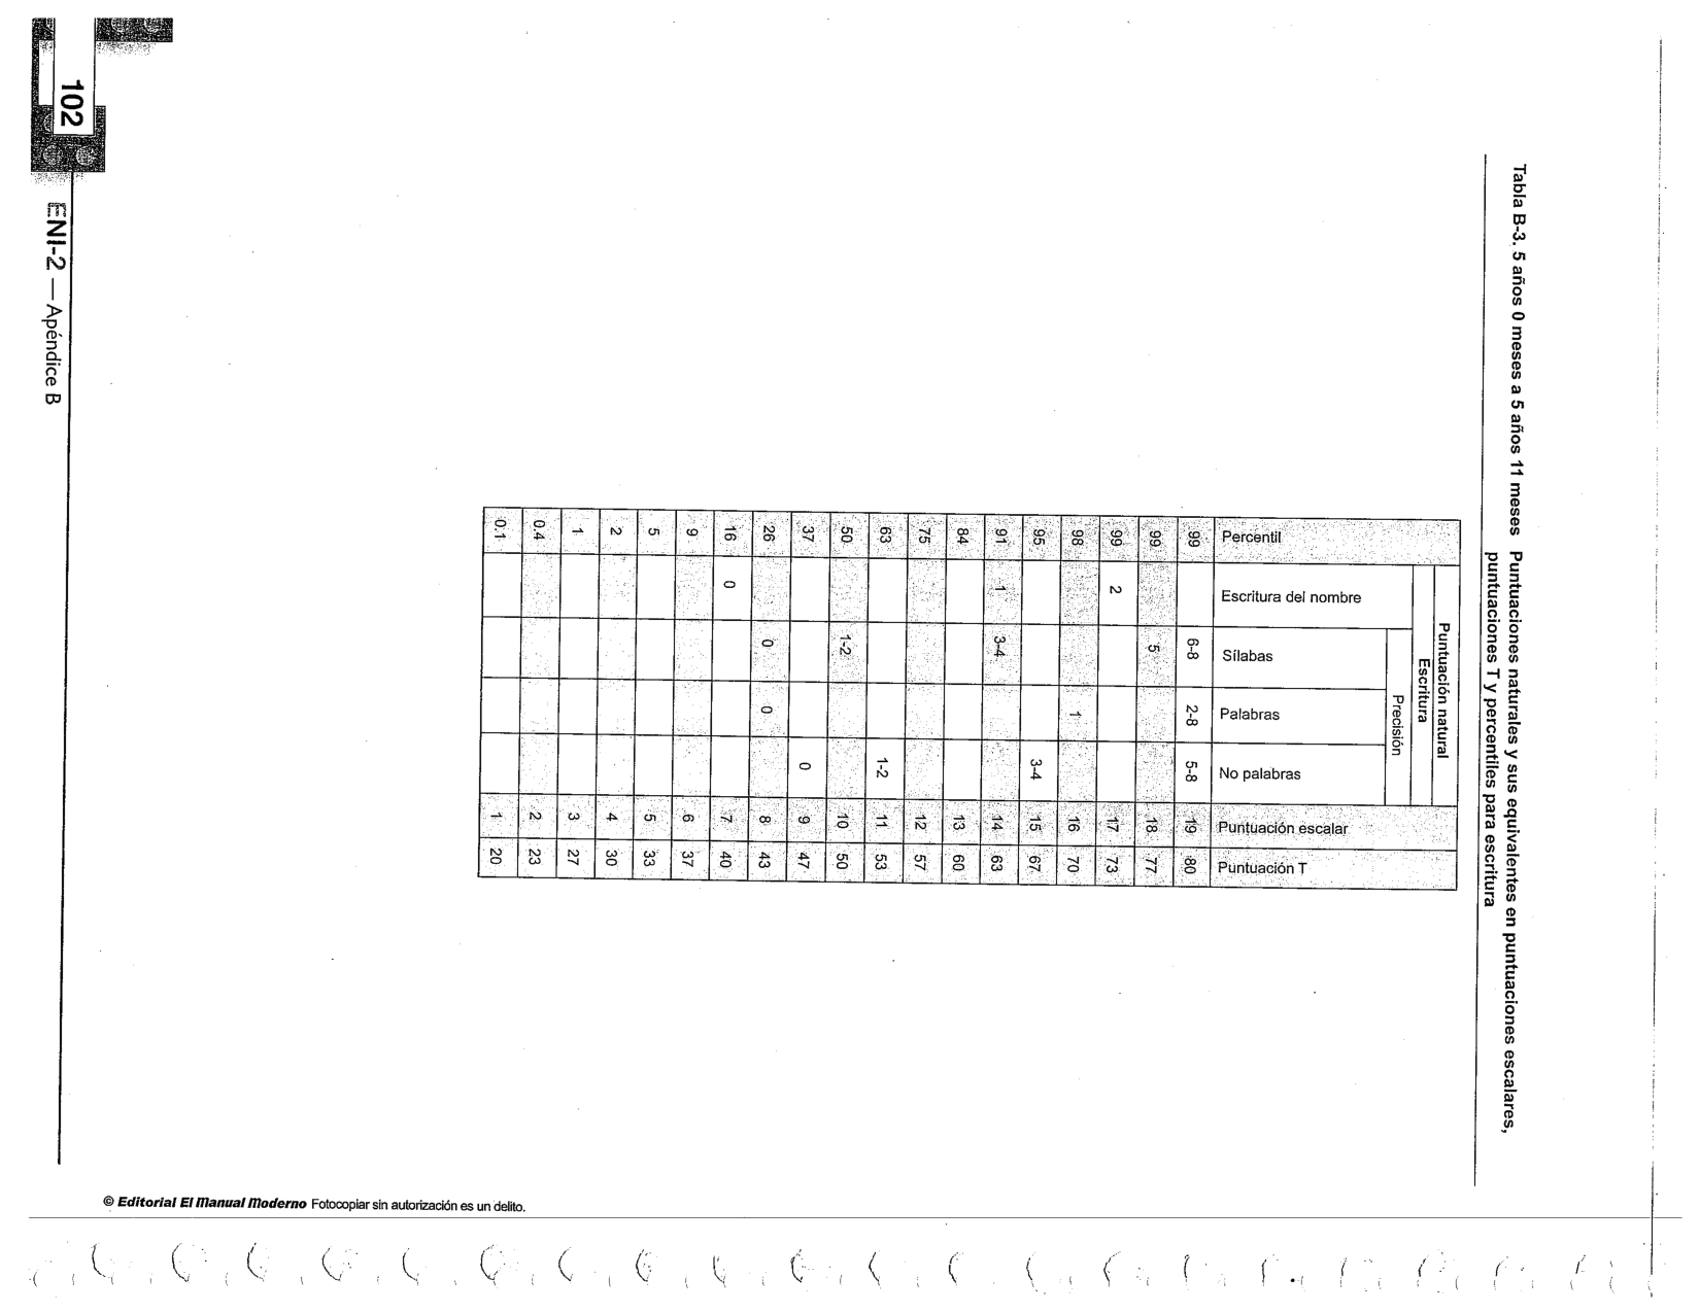 Tabla B-3. 5 años 0 meses a 5 años 11 meses Puntuaciones naturales y sus equivalentes en puntuaciones escalares,
puntuaciones T y percentiles para escritura
Puntuación natural
Escritura
Precisión
Percentil Escritura del nombre Sílabas Palabras No palabras Puntuación escalar Puntuación T
99 6-8 2-8 5-8 19 80
99 5 18 77
99 2 17 73
98 1 16 70
95 3-4 15 67
91 1 3-4 14 63
84 13 60
75 12 57
63 1-2 11 53
50 1-2 10 50
37 0 9 47
26 0 0 8 43
16 0 7 40
9 6 37
5 5 33
2 4 30
1 3 27
0.4 2 23
0.1 1 20
102
ENI-2 — Apéndice B
© Editorial El Manual Moderno Fotocopiar sin autorización es un delito.